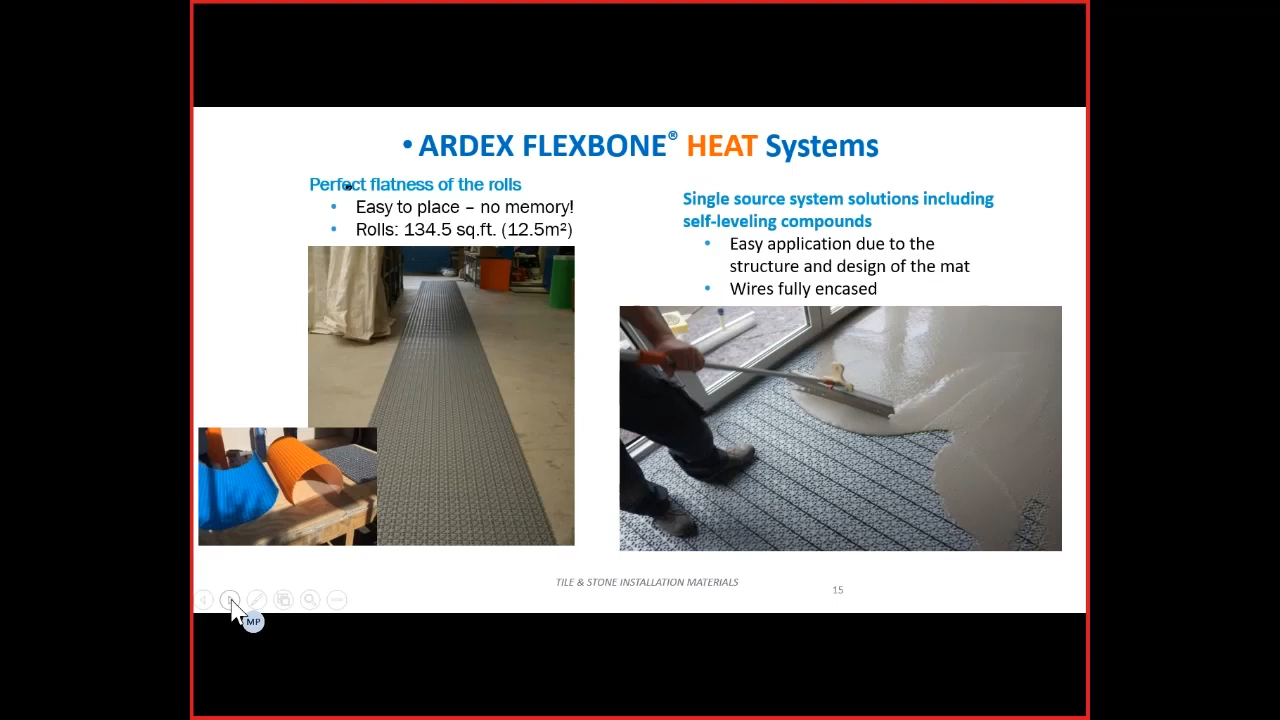 • ARDEX FLEXBONE® HEAT Systems
Perfect flatness of the rolls
• Easy to place – no memory!
• Rolls: 134.5 sq.ft. (12.5m²)
Single source system solutions including
self-leveling compounds
• Easy application due to the
structure and design of the mat
• Wires fully encased
TILE & STONE INSTALLATION MATERIALS
15
MP